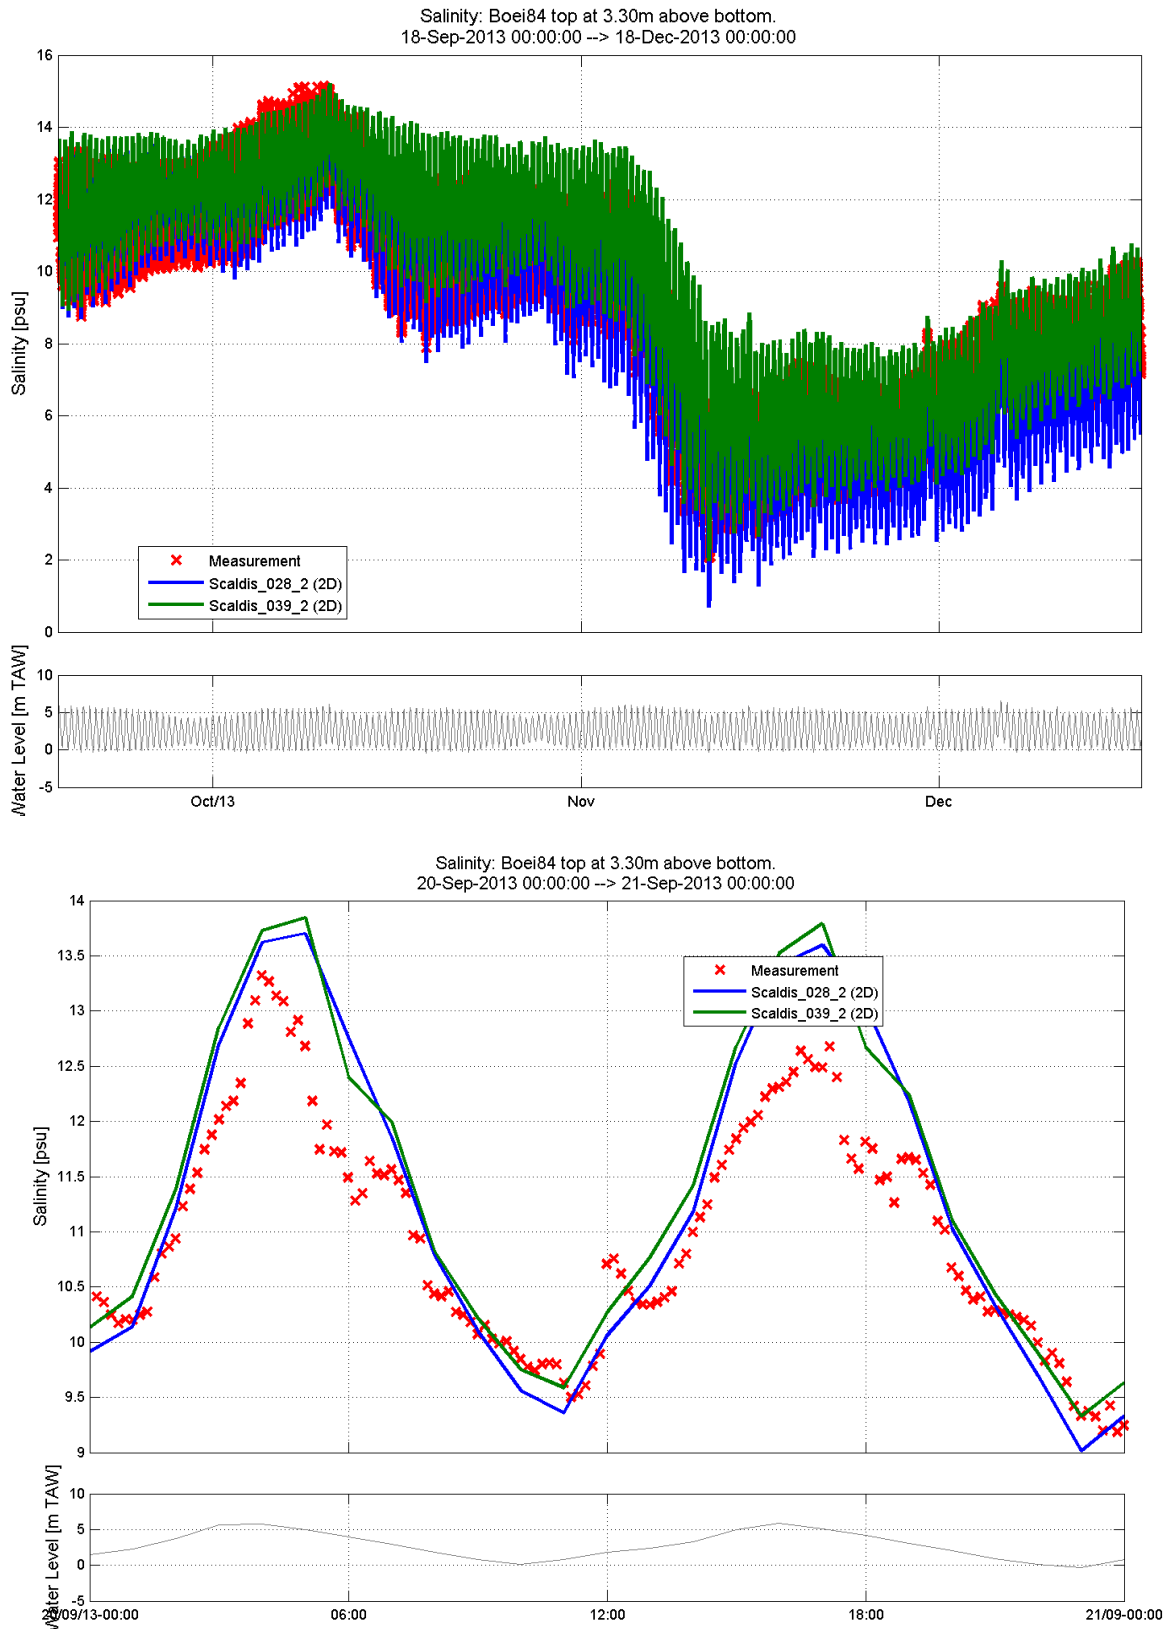 Salinity: Boei84 top at 3.30m above bottom.
18-Sep-2013 00:00:00 --> 18-Dec-2013 00:00:00
16
14
12
10
8
6
4
2
0
Salinity [psu]
Measurement
Scaldis_028_2 (2D)
Scaldis_039_2 (2D)
10
5
0
-5
Water Level [m TAW]
Oct/13
Nov
Dec
Salinity: Boei84 top at 3.30m above bottom.
20-Sep-2013 00:00:00 --> 21-Sep-2013 00:00:00
14
13.5
13
12.5
12
11.5
11
10.5
10
9.5
9
Salinity [psu]
Measurement
Scaldis_028_2 (2D)
Scaldis_039_2 (2D)
10
5
0
-5
Water Level [m TAW]
20/09/13-00:00
06:00
12:00
18:00
21/09-00:00